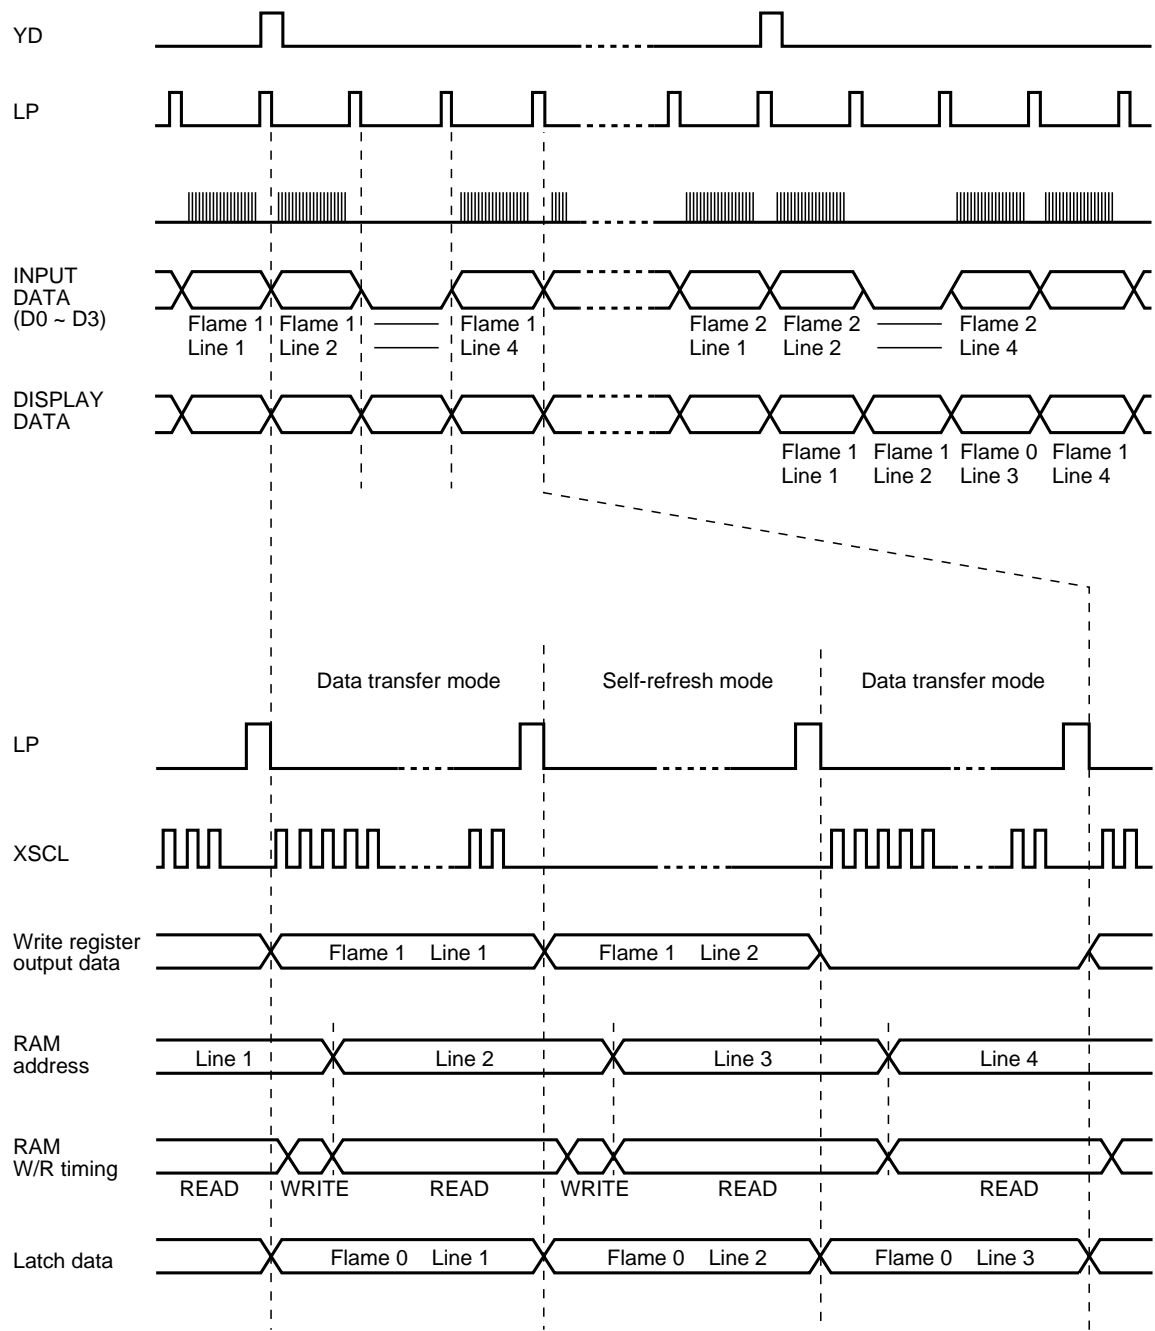 YD
LP
INPUT
DATA
(D0 ~ D3)
Flame 1 Flame 1 Flame 1 Flame 2 Flame 2 Flame 2
Line 1 Line 2 Line 4 Line 1 Line 2 Line 4
DISPLAY
DATA
Flame 1 Flame 1 Flame 0 Flame 1
Line 1 Line 2 Line 3 Line 4
Data transfer mode Self-refresh mode Data transfer mode
LP
XSCL
Write register
output data
Flame 1 Line 1 Flame 1 Line 2
RAM
address
Line 1 Line 2 Line 3 Line 4
RAM
W/R timing
READ WRITE READ WRITE READ READ
Latch data
Flame 0 Line 1 Flame 0 Line 2 Flame 0 Line 3